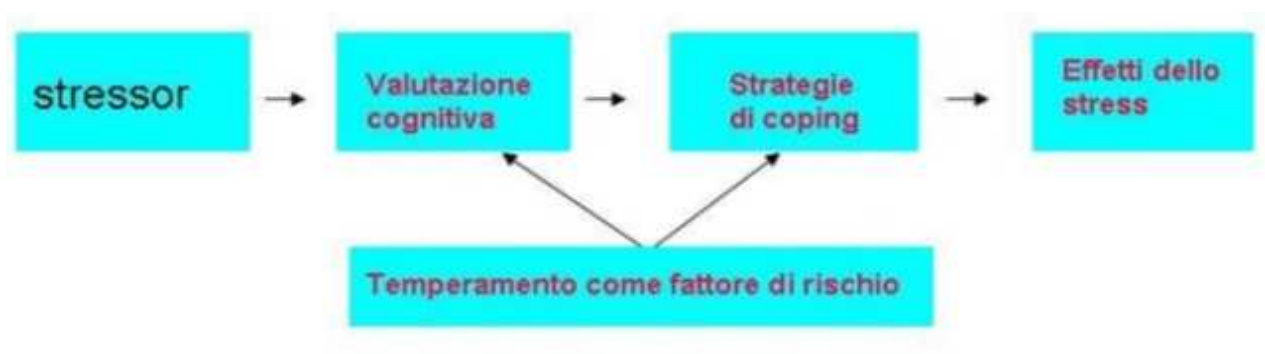 stressor
Valutazione
cognitiva
Strategie
di coping
Effetti dello
stress
Temperamento come fattore di rischio